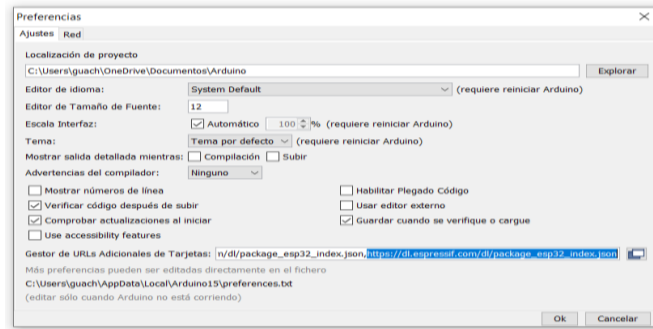 Preferencias
Ajustes Red
Localización de proyecto
C:\Users\guach\OneDrive\Documentos\Arduino Explorar
Editor de idioma: System Default (requiere reiniciar Arduino)
Editor de Tamaño de Fuente: 12
Escala Interfaz: Automático 100 % (requiere reiniciar Arduino)
Tema: Tema por defecto (requiere reiniciar Arduino)
Mostrar salida detallada mientras: Compilación Subir
Advertencias del compilador: Ninguno
Mostrar números de línea Habilitar Plegado Código
Verificar código después de subir Usar editor externo
Comprobar actualizaciones al iniciar Guardar cuando se verifique o cargue
Use accessibility features
Gestor de URLs Adicionales de Tarjetas: n/dl/package_esp32_index.json,https://dl.espressif.com/dl/package_esp32_index.json
Más preferencias pueden ser editadas directamente en el fichero
C:\Users\guach\AppData\Local\Arduino15\preferences.txt
(editar sólo cuando Arduino no está corriendo)
Ok Cancelar